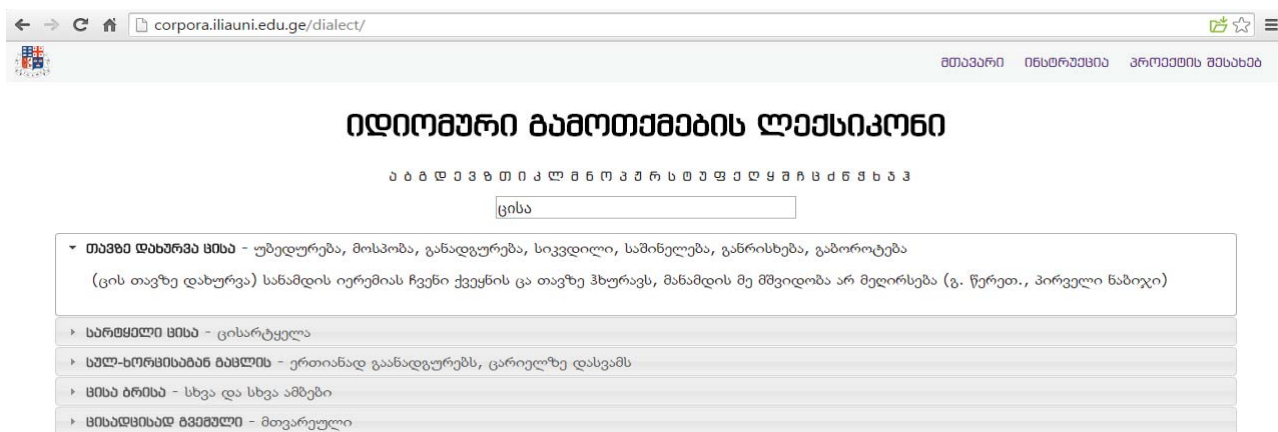 corpora.iliauni.edu.ge/dialect/
მთავარი ინსტრუქცია პროექტის შესახებ
იდიომური გამოთქმების ლექსიკონი
ა ბ გ დ ე ვ ზ თ ი კ ლ მ ნ ო პ ჟ რ ს ტ უ ფ ქ ღ ყ შ ჩ ც ძ წ ჭ ხ ჯ ჰ
ცისა
თავზე დახურვა ცისა - უბედურება, მოსპობა, განადგურება, სიკვდილი, საშინელება, განრისხება, გაბოროტება
(ცის თავზე დახურვა) სანამდის იერემიას ჩვენი ქვეყნის ცა თავზე ჰხურავს, მანამდის მე მშვიდობა არ მეღირსება (გ. წერეთ., პირველი ნაბიჯი)
სარტყელი ცისა - ცისარტყელა
სულ-ხორცისაგან გაცლის - ერთიანად გაანადგურებს, ცარიელზე დასვამს
ცისა ბრისა - სხვა და სხვა ამბები
ცისადცისად გვემული - მთვარეული